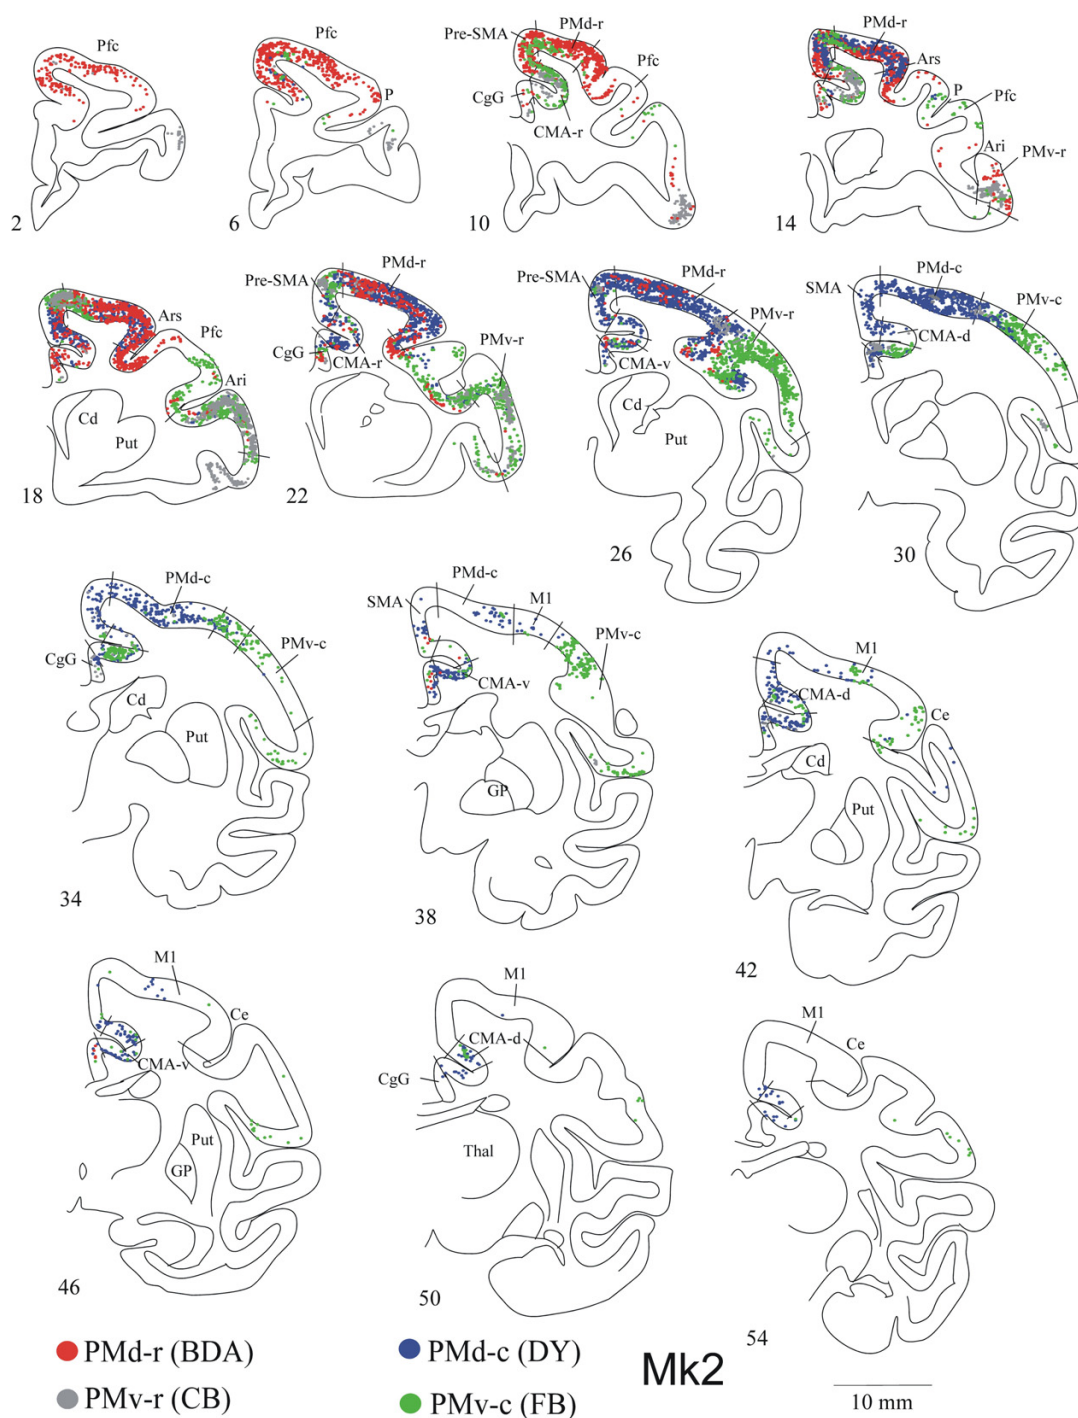 Pfc
2
Pfc
P
6
Pre-SMA
PMd-r
Pfc
CgG
CMA-r
10
PMd-r
Ars
P
Pfc
Ari
PMv-r
14
Ars
Pfc
Ari
Cd
Put
18
Pre-SMA
PMd-r
PMv-r
CgG
CMA-r
22
PMd-r
PMv-r
CMA-v
Cd
Put
26
SMA
PMd-c
PMv-c
CMA-d
30
PMd-c
PMv-c
CgG
Cd
Put
34
PMd-c
SMA
M1
PMv-c
CMA-v
GP
38
M1
CMA-d
Ce
Cd
Put
42
M1
Ce
CMA-v
Put
GP
46
M1
CMA-d
CgG
Thal
50
M1
Ce
54
PMd-r (BDA)
PMd-c (DY)
Mk2
PMv-r (CB)
PMv-c (FB)
10 mm